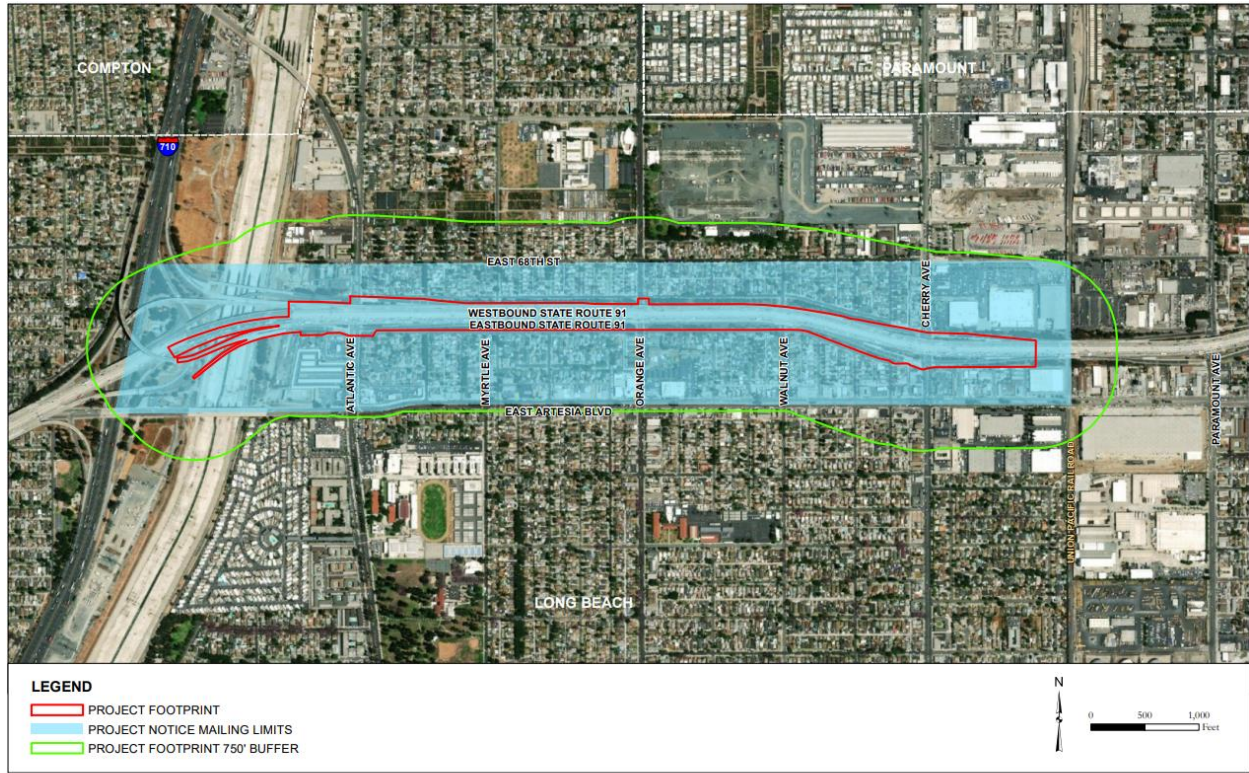 COMPTON
PARAMOUNT
710
EAST 68TH ST
CHERRY AVE
WESTBOUND STATE ROUTE 91
EASTBOUND STATE ROUTE 91
ATLANTIC AVE
MYRTLE AVE
ORANGE AVE
WALNUT AVE
PARAMOUNT AVE
EAST ARTESIA BLVD
UNION PACIFIC RAILROAD
LONG BEACH
LEGEND
PROJECT FOOTPRINT
PROJECT NOTICE MAILING LIMITS
PROJECT FOOTPRINT 750' BUFFER
N
0 500 1,000
Feet